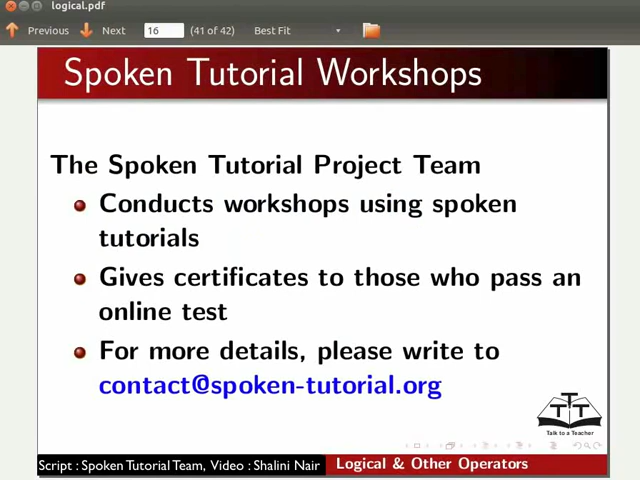 logical.pdf
Previous Next 16 (41 of 42) Best Fit
Spoken Tutorial Workshops
The Spoken Tutorial Project Team
Conducts workshops using spoken
tutorials
Gives certificates to those who pass an
online test
For more details, please write to
contact@spoken-tutorial.org
TTT
Talk to a Teacher
Script : Spoken Tutorial Team, Video : Shalini Nair Logical & Other Operators